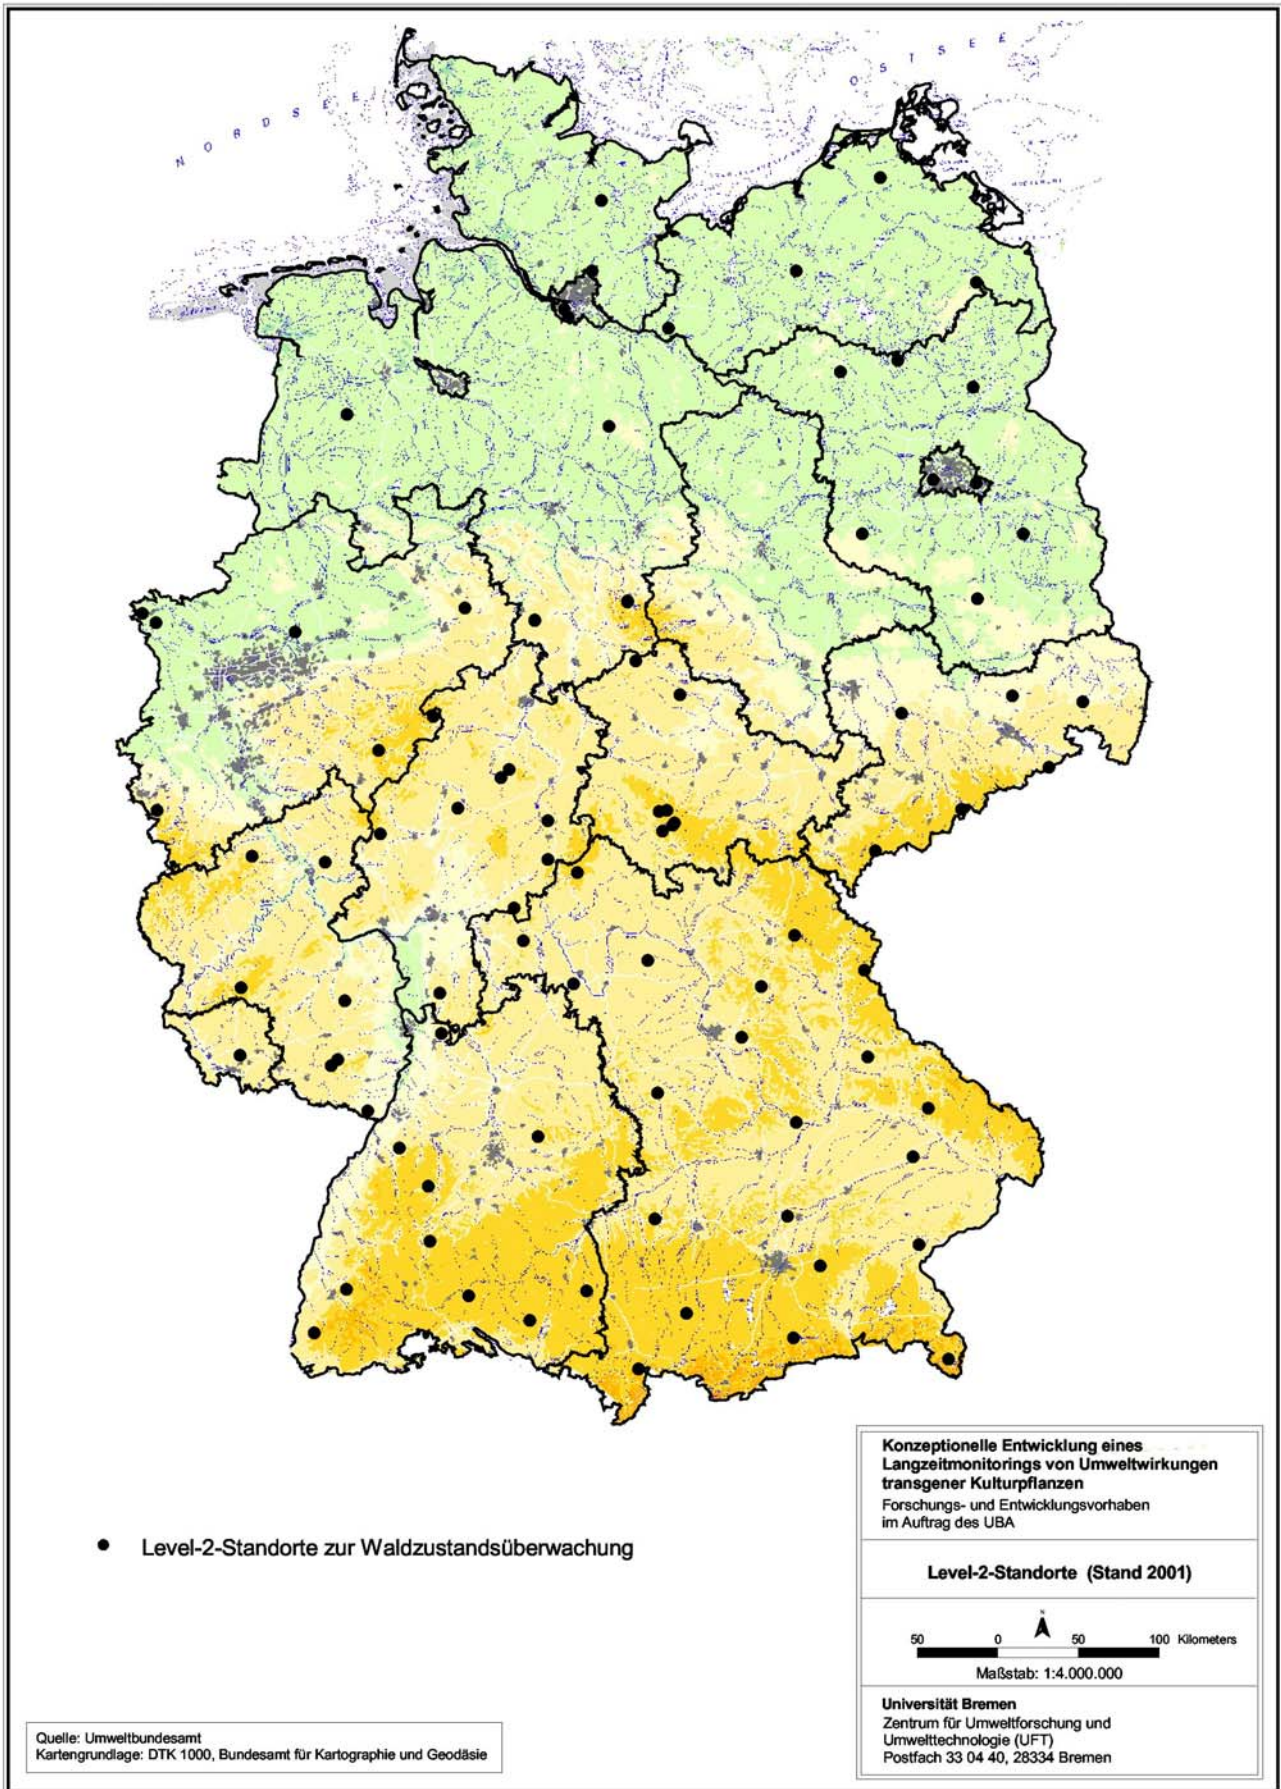 NORDSEE
OSTSEE
● Level-2-Standorte zur Waldzustandsüberwachung
Konzeptionelle Entwicklung eines
Langzeitmonitorings von Umweltwirkungen
transgener Kulturpflanzen
Forschungs- und Entwicklungsvorhaben
im Auftrag des UBA
Level-2-Standorte (Stand 2001)
N
50 0 50 100 Kilometers
Maßstab: 1:4.000.000
Universität Bremen
Zentrum für Umweltforschung und
Umwelttechnologie (UFT)
Postfach 33 04 40, 28334 Bremen
Quelle: Umweltbundesamt
Kartengrundlage: DTK 1000, Bundesamt für Kartographie und Geodäsie